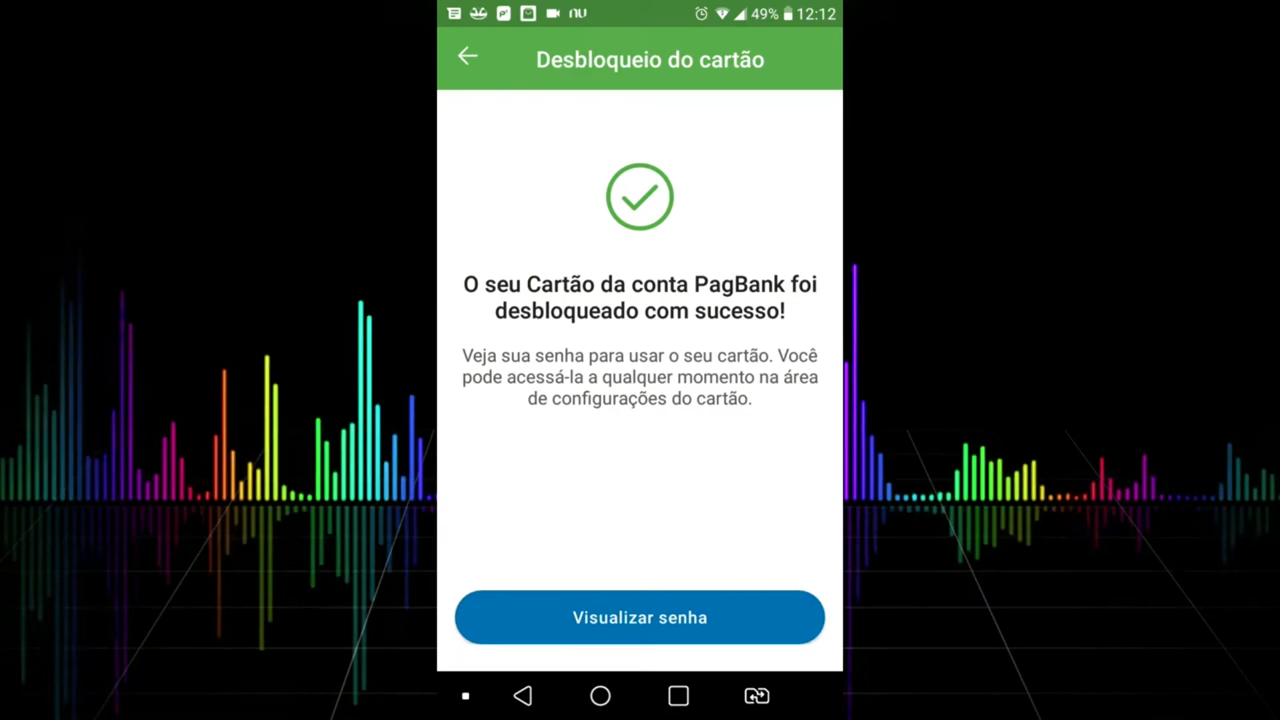 nu 49% 12:12
Desbloqueio do cartão
O seu Cartão da conta PagBank foi
desbloqueado com sucesso!
Veja sua senha para usar o seu cartão. Você
pode acessá-la a qualquer momento na área
de configurações do cartão.
Visualizar senha